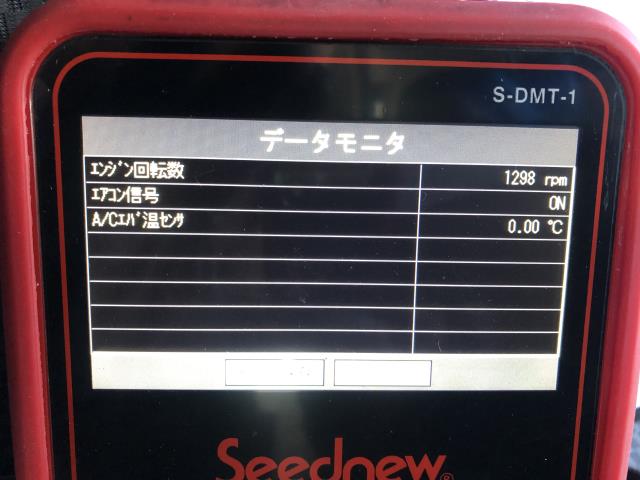 S-DMT-1
データモニタ
ｴﾝｼﾞﾝ回転数 1298 rpm
ｴｱｺﾝ信号 ON
A/Cｴﾊﾞ温ｾﾝｻ 0.00 ℃
Seednew®